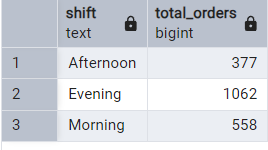 shift total_orders
text bigint
1 Afternoon 377
2 Evening 1062
3 Morning 558